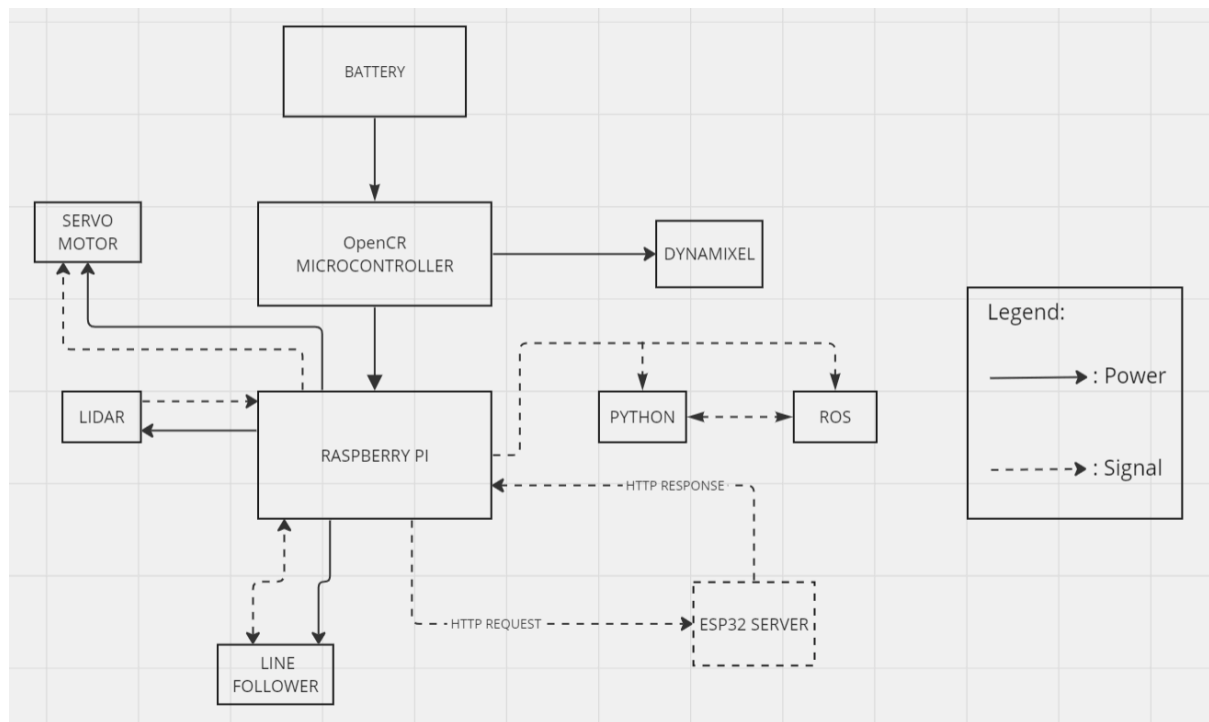 BATTERY
SERVO
MOTOR
OpenCR
MICROCONTROLLER
DYNAMIXEL
Legend:
: Power
: Signal
LIDAR
RASPBERRY PI
PYTHON
ROS
HTTP RESPONSE
HTTP REQUEST
ESP32 SERVER
LINE
FOLLOWER